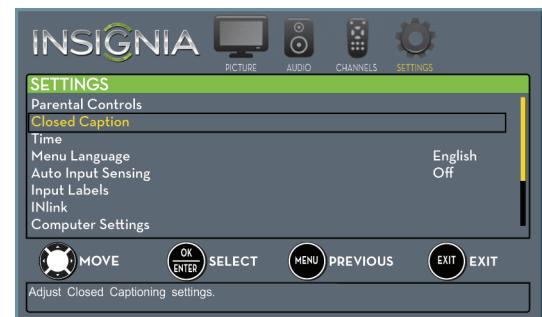 INSIGNIA
PICTURE AUDIO CHANNELS SETTINGS
SETTINGS
Parental Controls
Closed Caption
Time
Menu Language English
Auto Input Sensing Off
Input Labels
INlink
Computer Settings
MOVE OK ENTER SELECT MENU PREVIOUS EXIT EXIT
Adjust Closed Captioning settings.